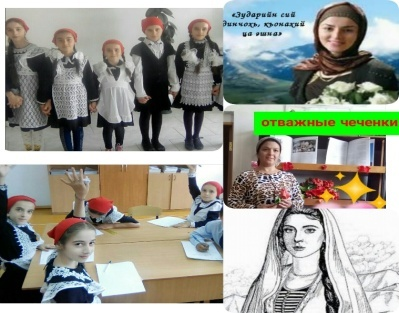 «Зударийн сий
динчохь, къонахий
ца эшна»
отважные чеченки